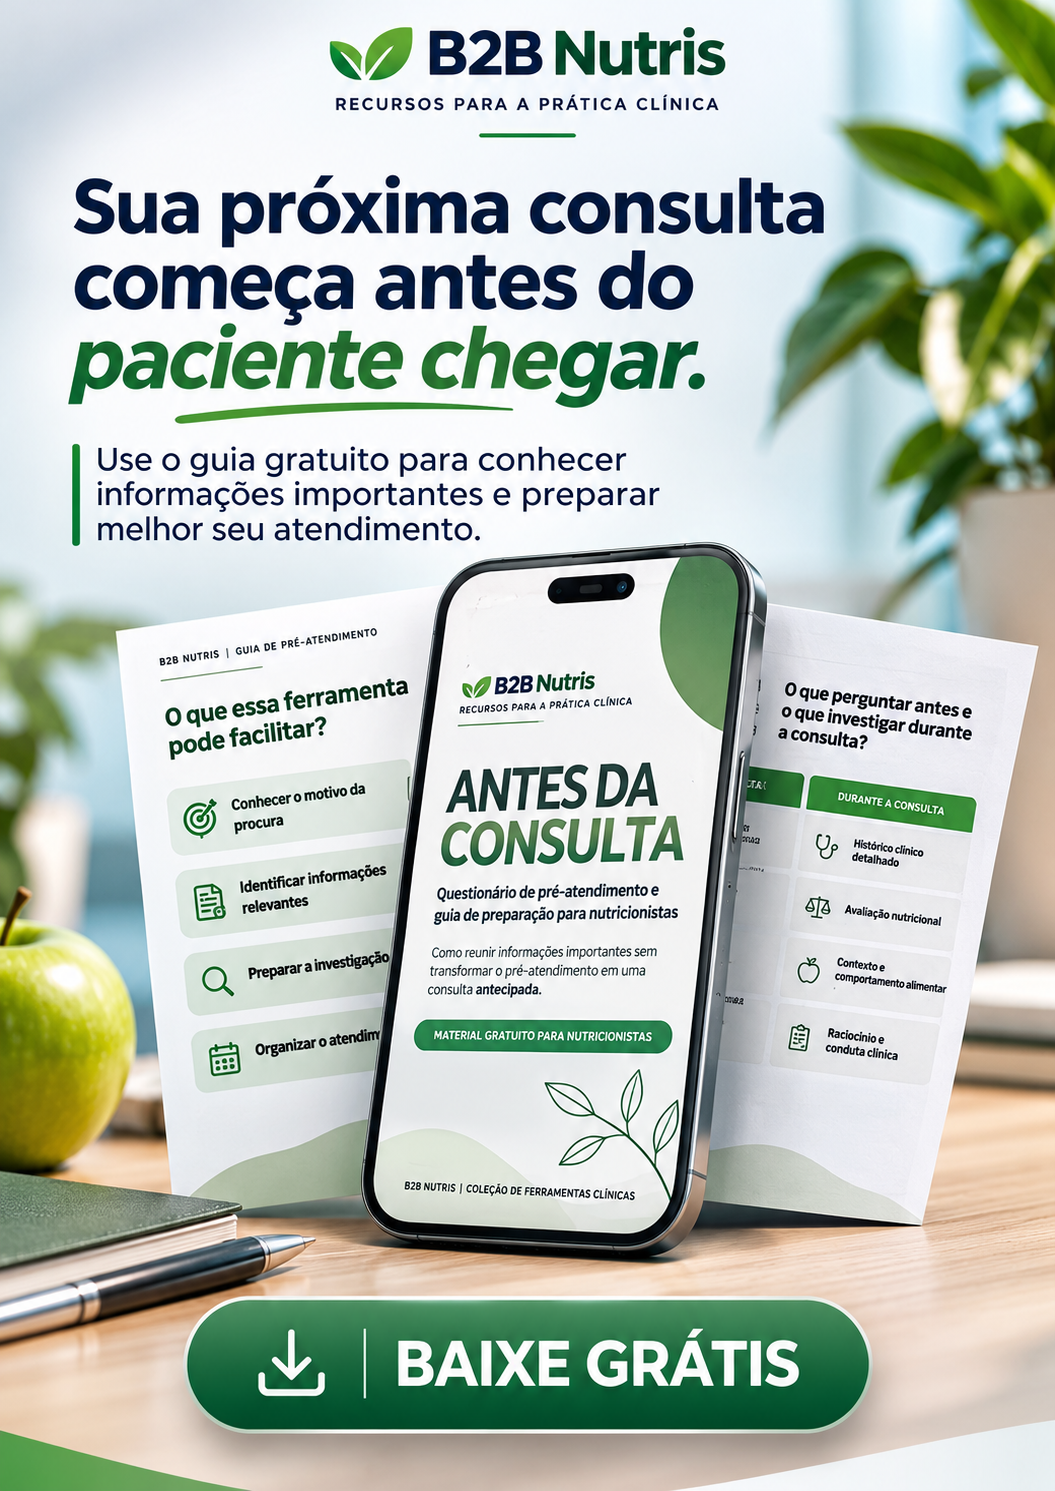 B2B Nutris
RECURSOS PARA A PRÁTICA CLÍNICA
Sua próxima consulta
começa antes do
paciente chegar.
Use o guia gratuito para conhecer
informações importantes e preparar
melhor seu atendimento.
B2B NUTRIS | GUIA DE PRÉ-ATENDIMENTO
O que essa ferramenta
pode facilitar?
Conhecer o motivo da
procura
Identificar informações
relevantes
Preparar a investigação
Organizar o
B2B Nutris
RECURSOS PARA A PRÁTICA CLÍNICA
ANTES DA
CONSULTA
Questionário de pré-atendimento e
guia de preparação para nutricionistas
Como reunir informações importantes sem
transformar o pré-atendimento em uma
consulta antecipada.
MATERIAL GRATUITO PARA NUTRICIONISTAS
B2B NUTRIS | COLEÇÃO DE FERRAMENTAS CLÍNICAS
O que perguntar antes e
o que investigar durante
a consulta?
DURANTE A CONSULTA
Histórico clínico
detalhado
Avaliação nutricional
Contexto e
comportamento alimentar
Raciocínio e
conduta clínica
BAIXE GRÁTIS